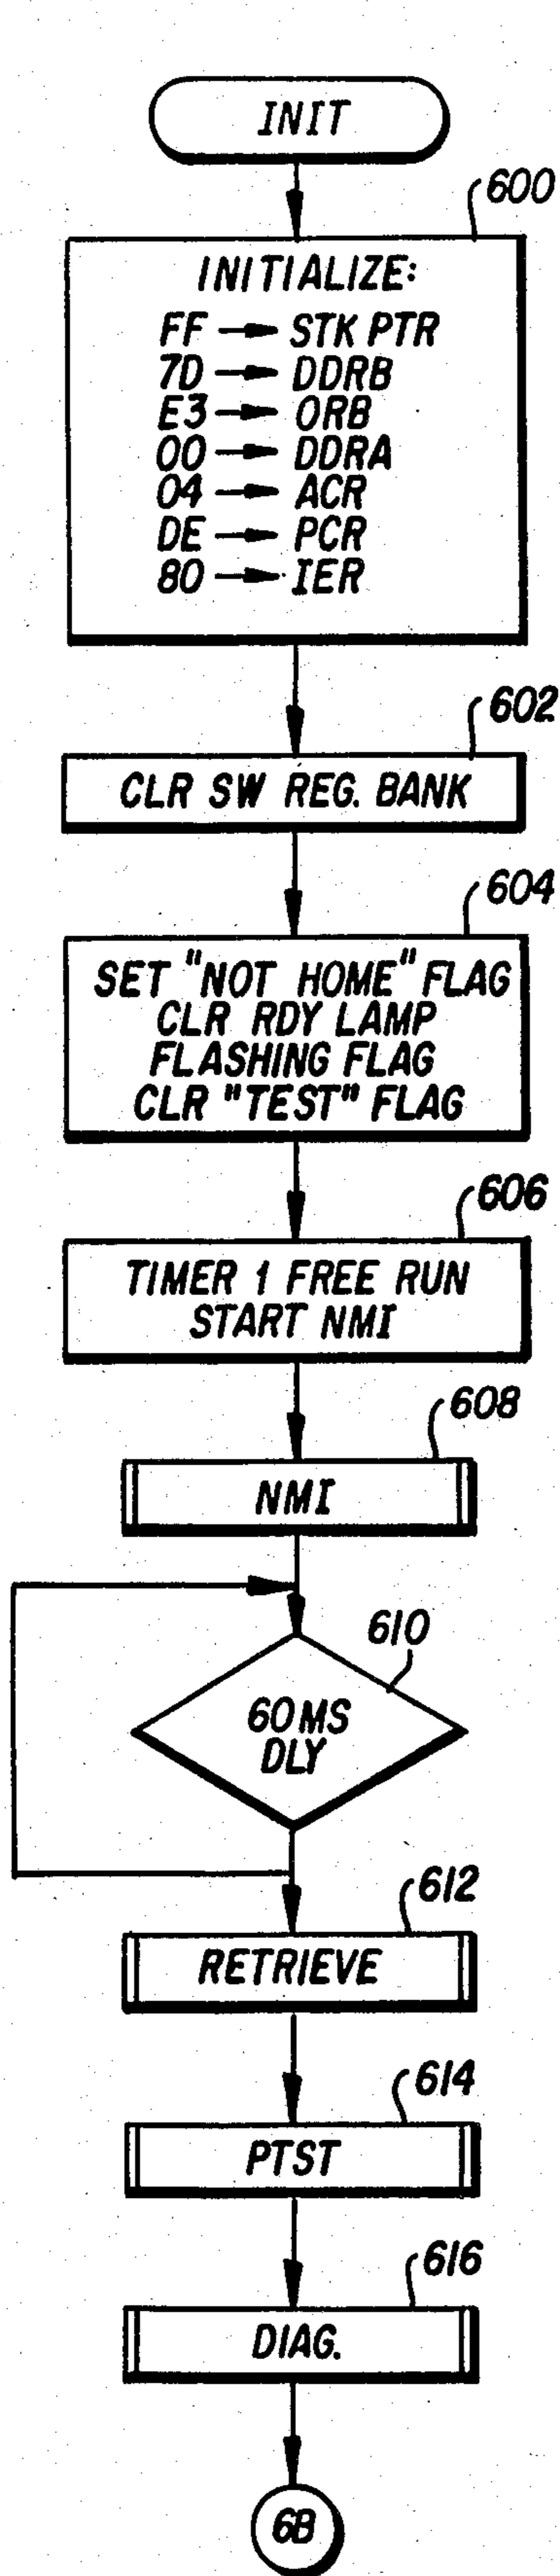 INIT
600
INITIALIZE:
FF → STK PTR
7D → DDRB
E3 → ORB
00 → DDRA
04 → ACR
DE → PCR
80 → IER
602
CLR SW REG. BANK
604
SET "NOT HOME" FLAG
CLR RDY LAMP
FLASHING FLAG
CLR "TEST" FLAG
606
TIMER 1 FREE RUN
START NMI
608
NMI
610
60 MS
DLY
612
RETRIEVE
614
PTST
616
DIAG.
6B